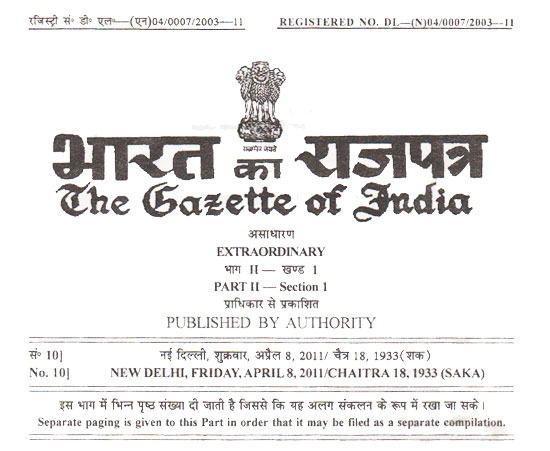 रजिस्ट्री सं॰ डी॰ एल॰—(एन)04/0007/2003—11 REGISTERED NO. DL—(N)04/0007/2003—11
सत्यमेव जयते
भारत का राजपत्र
The Gazette of India
असाधारण
EXTRAORDINARY
भाग II — खण्ड 1
PART II — Section 1
प्राधिकार से प्रकाशित
PUBLISHED BY AUTHORITY
सं॰ 10] नई दिल्ली, शुक्रवार, अप्रैल 8, 2011/ चैत्र 18, 1933(शक)
No. 10] NEW DELHI, FRIDAY, APRIL 8, 2011/CHAITRA 18, 1933 (SAKA)
इस भाग में भिन्न पृष्ठ संख्या दी जाती है जिससे कि यह अलग संकलन के रूप में रखा जा सके।
Separate paging is given to this Part in order that it may be filed as a separate compilation.